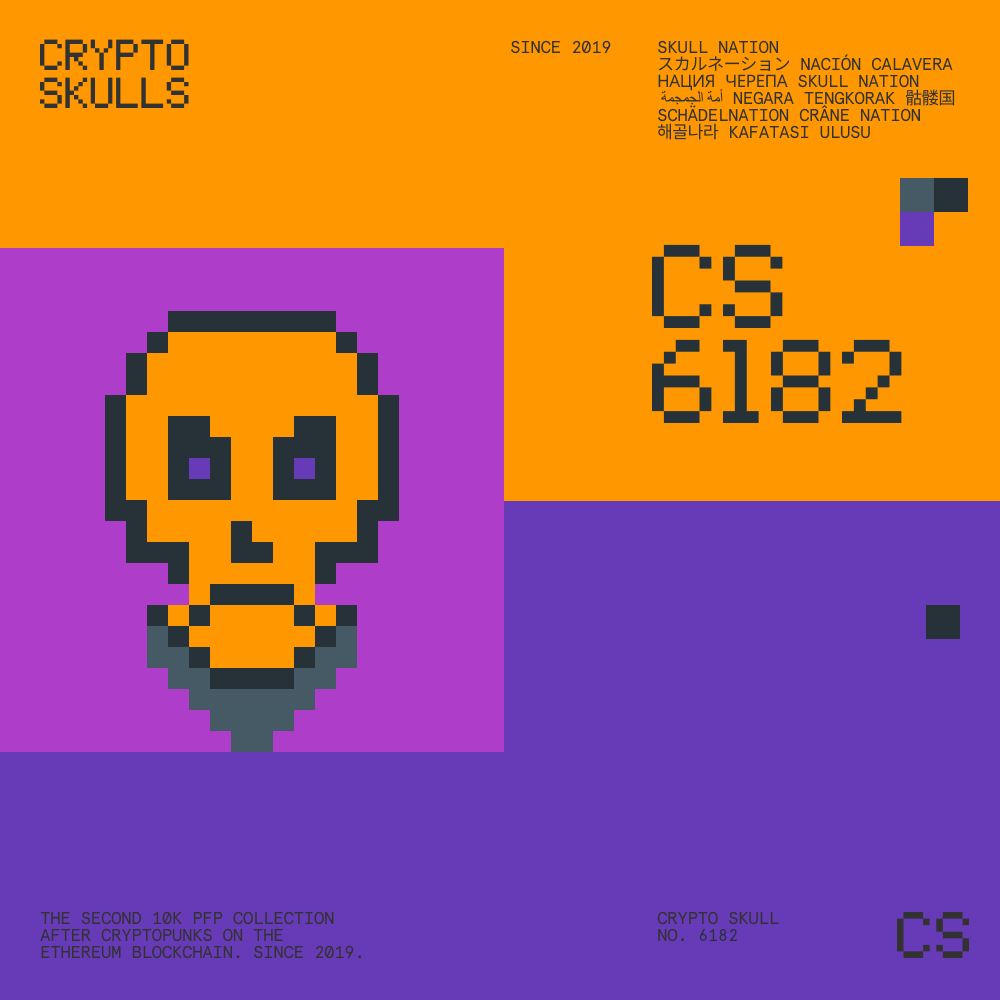 CRYPTO
SKULLS
SINCE 2019
SKULL NATION
スカルネーション NACIÓN CALAVERA
НАЦИЯ ЧЕРЕПА SKULL NATION
أمة الجمجمة NEGARA TENGKORAK 骷髅国
SCHÄDELNATION CRÂNE NATION
해골나라 KAFATASI ULUSU
CS
6182
THE SECOND 10K PFP COLLECTION
AFTER CRYPTOPUNKS ON THE
ETHEREUM BLOCKCHAIN. SINCE 2019.
CRYPTO SKULL
NO. 6182
CS